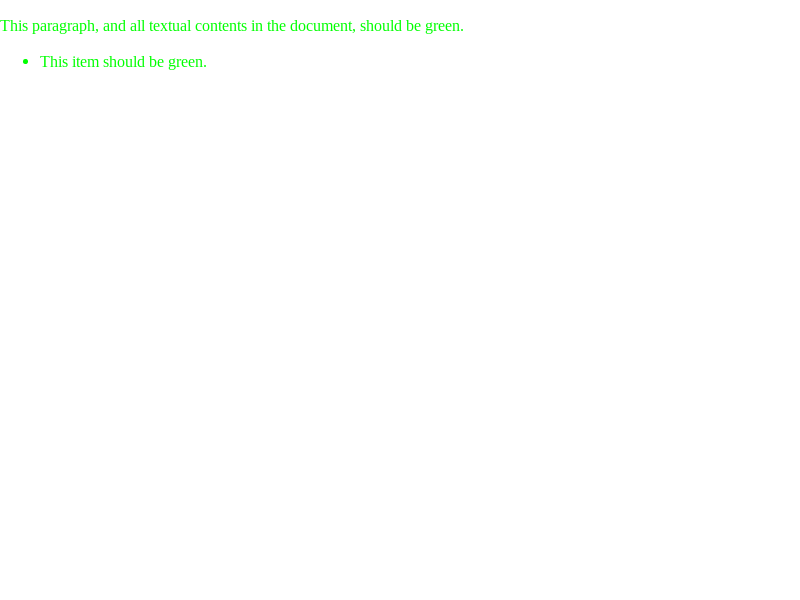 This paragraph, and all textual contents in the document, should be green.
This item should be green.